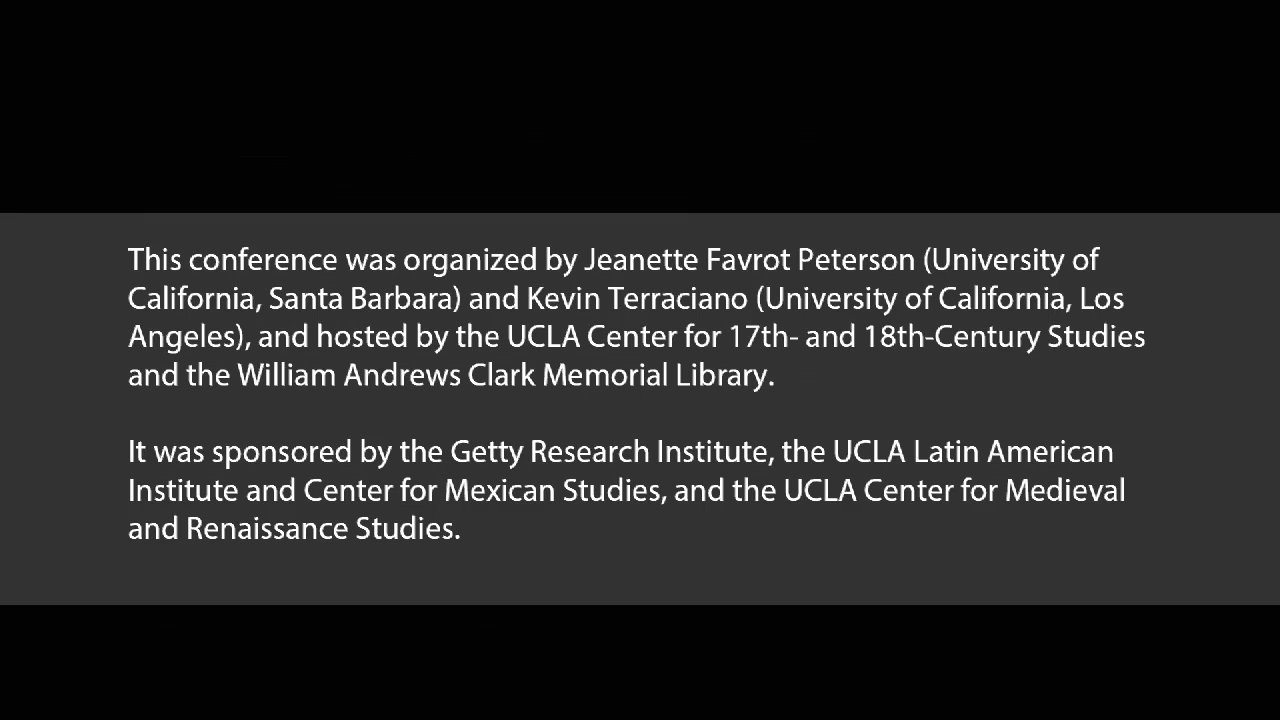 This conference was organized by Jeanette Favrot Peterson (University of
California, Santa Barbara) and Kevin Terraciano (University of California, Los
Angeles), and hosted by the UCLA Center for 17th- and 18th-Century Studies
and the William Andrews Clark Memorial Library.
It was sponsored by the Getty Research Institute, the UCLA Latin American
Institute and Center for Mexican Studies, and the UCLA Center for Medieval
and Renaissance Studies.